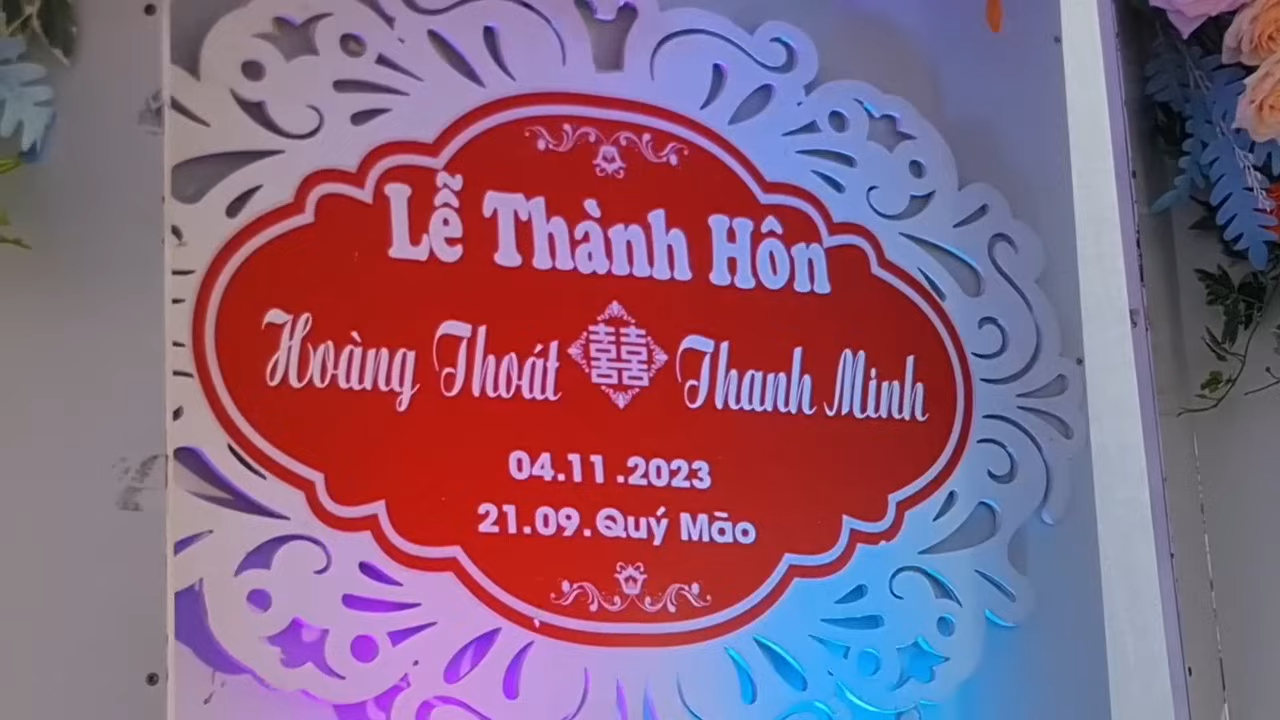 Lễ Thành Hôn
Hoàng Thoát 囍 Thanh Minh
04.11.2023
21.09.Quý Mão